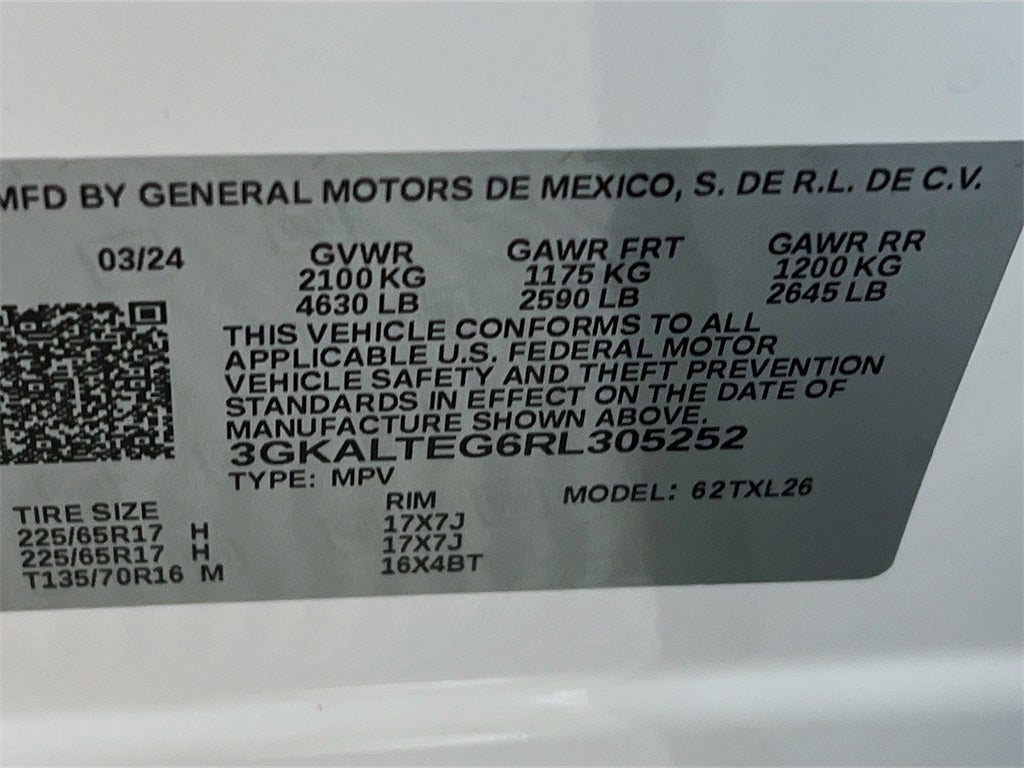 MFD BY GENERAL MOTORS DE MEXICO, S. DE R.L. DE C.V.
03/24 GVWR GAWR FRT GAWR RR
2100 KG 1175 KG 1200 KG
4630 LB 2590 LB 2645 LB
THIS VEHICLE CONFORMS TO ALL
APPLICABLE U.S. FEDERAL MOTOR
VEHICLE SAFETY AND THEFT PREVENTION
STANDARDS IN EFFECT ON THE DATE OF
MANUFACTURE SHOWN ABOVE.
3GKALTEG6RL305252
TYPE: MPV MODEL: 62TXL26
TIRE SIZE RIM
225/65R17 H 17X7J
225/65R17 H 17X7J
T135/70R16 M 16X4BT